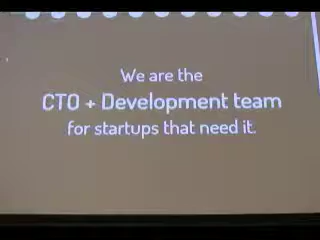 We are the
CTO + Development team
for startups that need it.